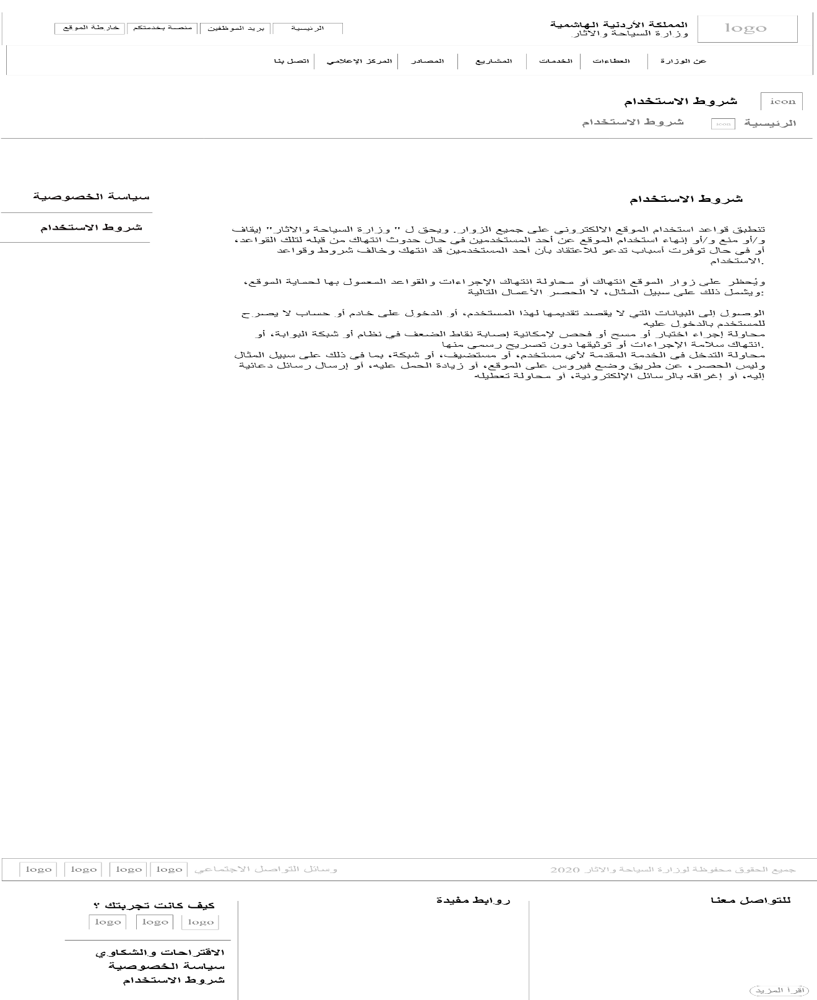 logo
المملكة الأردنية الهاشمية
وزارة السياحة والاثار
الرئيسية
بريد الموظفين
منصة بخدمتكم
خارطة الموقع
عن الوزارة
العطاءات
الخدمات
المشاريع
المصادر
المركز الإعلامي
اتصل بنا
icon
شروط الاستخدام
الرئيسية
icon
شروط الاستخدام
شروط الاستخدام
تنطبق قواعد استخدام الموقع الالكتروني على جميع الزوار. ويحق ل " وزارة السياحة والاثار" إيقاف
و/أو منع و/أو إنهاء استخدام الموقع عن أحد المستخدمين في حال حدوث انتهاك من قبله لتلك القواعد،
أو في حال توفرت أسباب تدعو للاعتقاد بأن أحد المستخدمين قد انتهك وخالف شروط وقواعد
.الاستخدام
ويُحظر على زوار الموقع انتهاك أو محاولة انتهاك الإجراءات والقواعد المعمول بها لحماية الموقع،
:ويشمل ذلك على سبيل المثال، لا الحصر الأعمال التالية
الوصول إلى البيانات التي لا يقصد تقديمها لهذا المستخدم، أو الدخول على خادم أو حساب لا يصرح
للمستخدم بالدخول عليه
محاولة إجراء اختبار أو مسح أو فحص لإمكانية إصابة نقاط الضعف في نظام أو شبكة البوابة، أو
.انتهاك سلامة الإجراءات أو توثيقها دون تصريح رسمي منها
محاولة التدخل في الخدمة المقدمة لأي مستخدم، أو مستضيف، أو شبكة، بما في ذلك على سبيل المثال
وليس الحصر، عن طريق وضع فيروس على الموقع، أو زيادة الحمل عليه، أو إرسال رسائل دعائية
إليه، أو إغراقه بالرسائل الإلكترونية، أو محاولة تعطيله
سياسة الخصوصية
شروط الاستخدام
جميع الحقوق محفوظة لوزارة السياحة والاثار 2020
وسائل التواصل الاجتماعي
logo
logo
logo
logo
للتواصل معنا
اقرأ المزيد
روابط مفيدة
كيف كانت تجربتك ؟
logo
logo
logo
الاقتراحات والشكاوي
سياسة الخصوصية
شروط الاستخدام